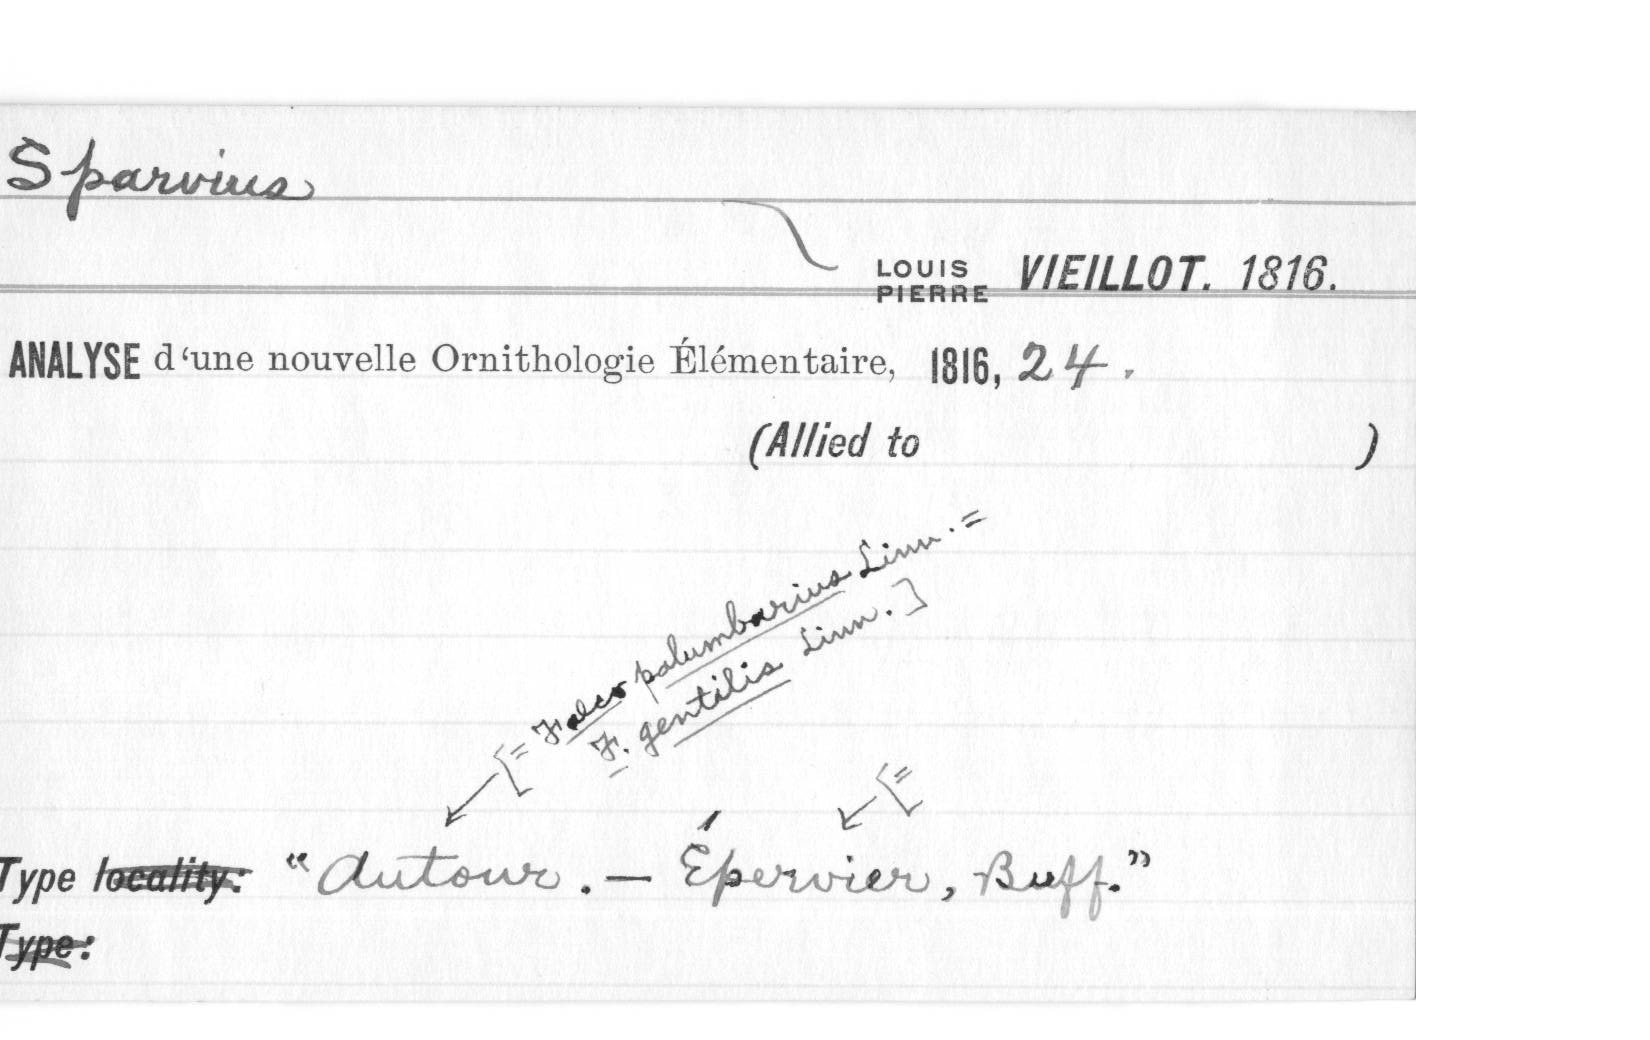 Sparvius
LOUIS PIERRE VIEILLOT. 1816.
ANALYSE d‘une nouvelle Ornithologie Élémentaire, 1816, 24.
(Allied to )
[= Falco palumbarius Linn. =
F. gentilis Linn.]
[=
Type locality: “Autour. — Épervier, Buff.”
Type: